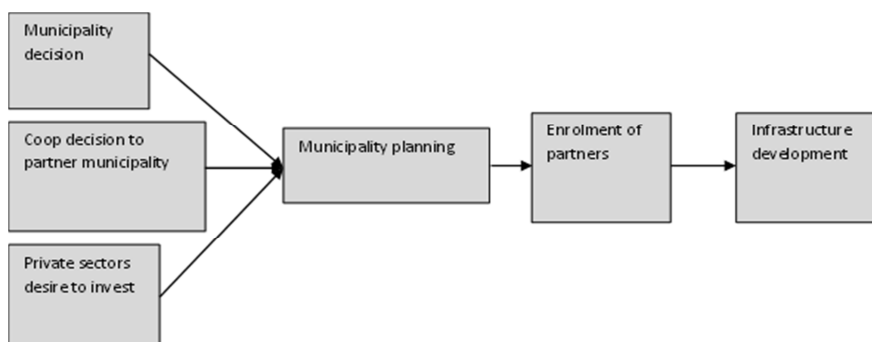 Municipality
decision
Coop decision to
partner municipality
Private sectors
desire to invest
Municipality planning
Enrolment of
partners
Infrastructure
development